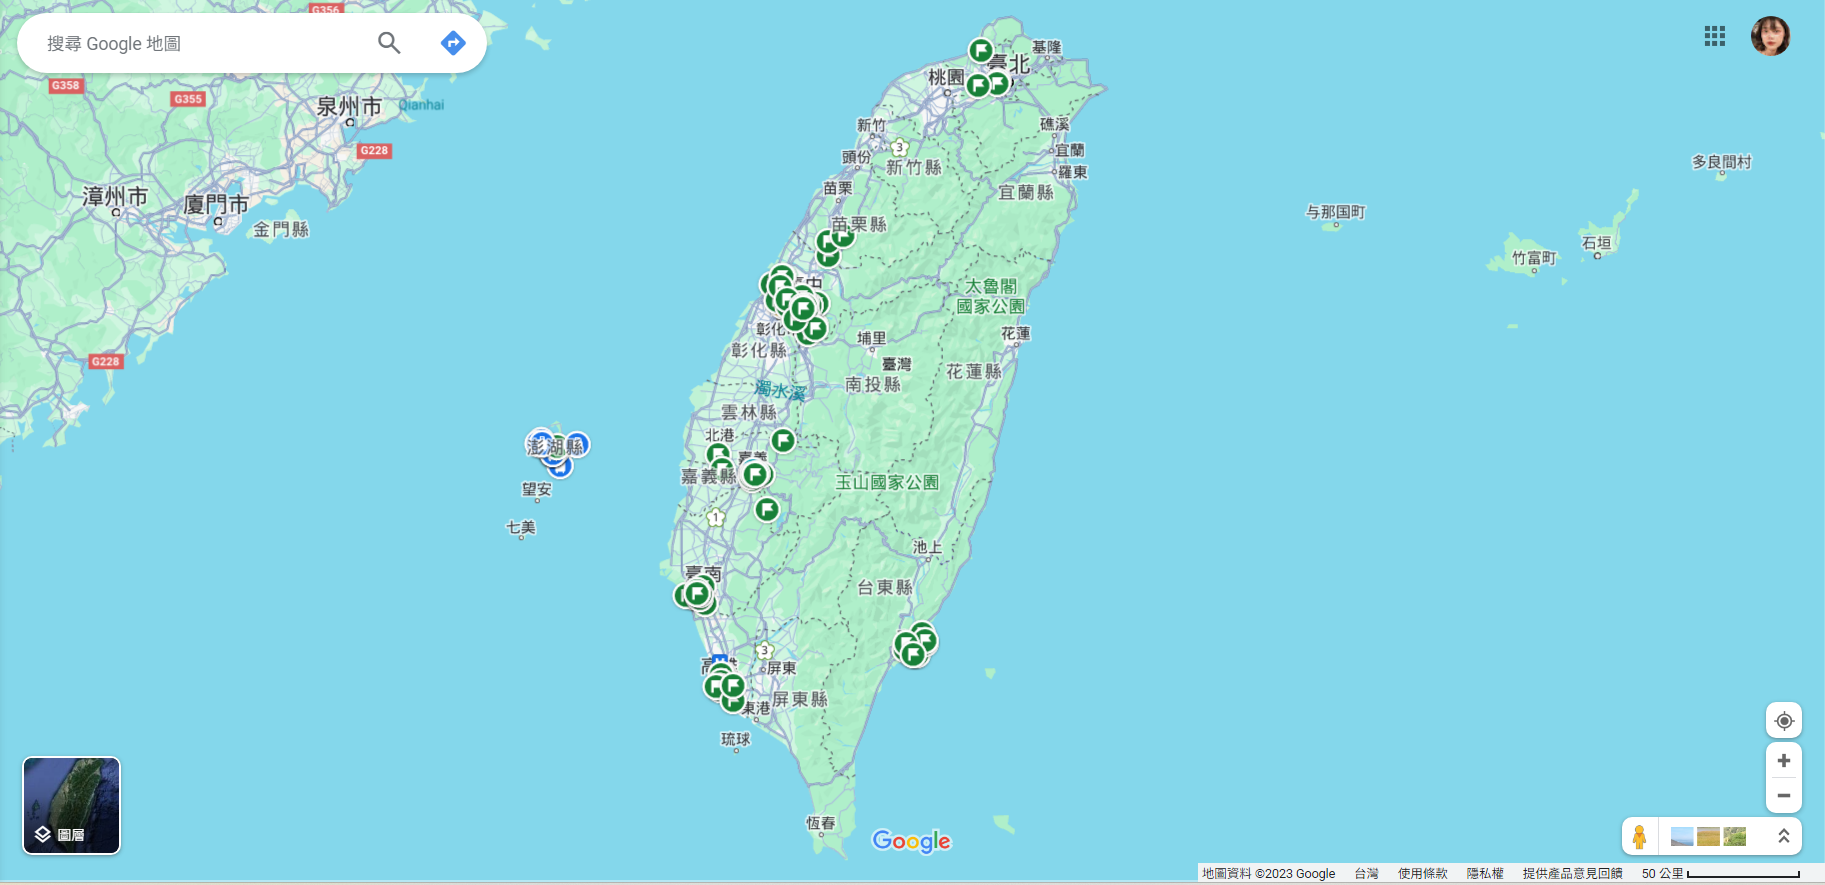 G356
搜尋 Google 地圖
G358
G355
泉州市
Qianhai
G228
漳州市
廈門市
金門縣
G228
基隆
臺北
桃園
新竹
礁溪
3
宜蘭
頭份
新竹縣
羅東
苗栗
宜蘭縣
苗栗縣
多良間村
与那国町
石垣
竹富町
太魯閣
國家公園
花蓮
彰化
埔里
彰化縣
臺灣
南投縣
花蓮縣
濁水溪
雲林縣
北港
嘉義
澎湖縣
嘉義縣
玉山國家公園
望安
1
七美
池上
臺南
台東縣
3
屏東
屏東縣
東港
琉球
恆春
圖層
Google
地圖資料 ©2023 Google
台灣
使用條款
隱私權
提供產品意見回饋
50 公里